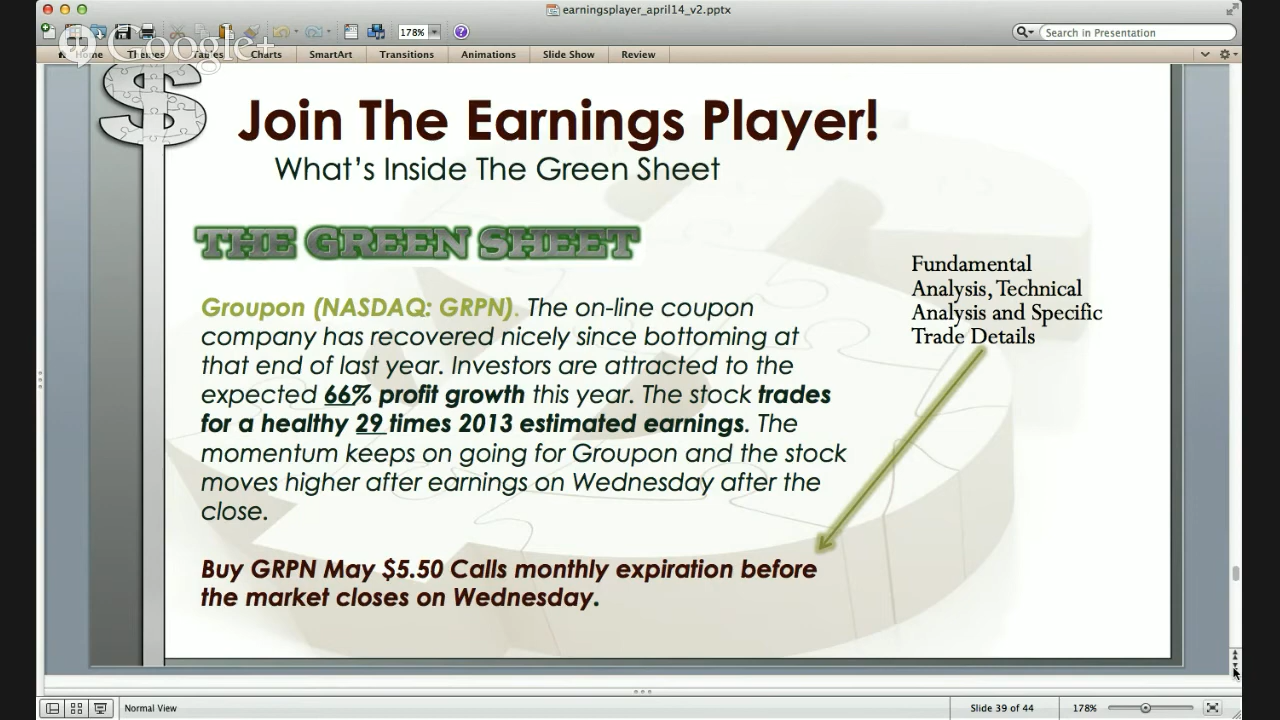 earningsplayer_april14_v2.pptx
178%
Search in Presentation
Google+
Home Themes Tables Charts SmartArt Transitions Animations Slide Show Review
$
Join The Earnings Player!
What's Inside The Green Sheet
THE GREEN SHEET
Fundamental
Analysis, Technical
Analysis and Specific
Trade Details
Groupon (NASDAQ: GRPN). The on-line coupon
company has recovered nicely since bottoming at
that end of last year. Investors are attracted to the
expected 66% profit growth this year. The stock trades
for a healthy 29 times 2013 estimated earnings. The
momentum keeps on going for Groupon and the stock
moves higher after earnings on Wednesday after the
close.
Buy GRPN May $5.50 Calls monthly expiration before
the market closes on Wednesday.
Normal View
Slide 39 of 44
178%